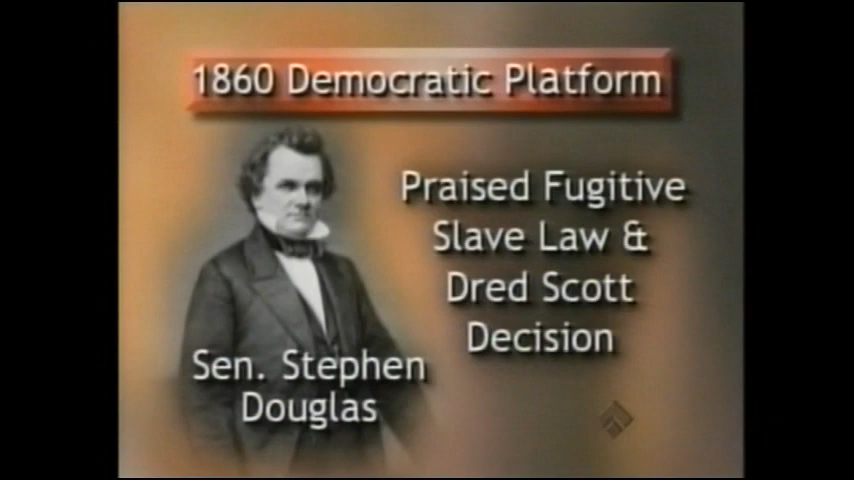 1860 Democratic Platform
Praised Fugitive
Slave Law &
Dred Scott
Decision
Sen. Stephen
Douglas